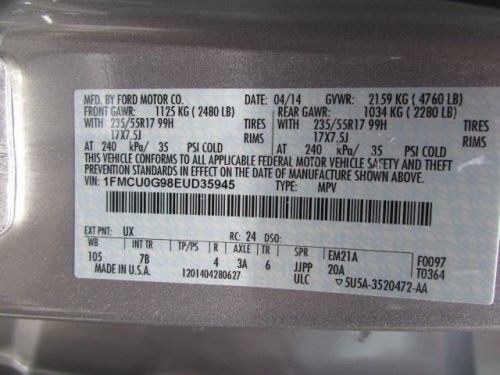 MFD. BY FORD MOTOR CO. DATE: 04/14 GVWR: 2159 KG ( 4760 LB)
FRONT GAWR: 1125 KG ( 2480 LB) REAR GAWR: 1034 KG ( 2280 LB)
WITH 235/55R17 99H TIRES WITH 235/55R17 99H TIRES
17X7.5J 17X7.5J RIMS
AT 240 kPa/ 35 PSI COLD AT 240 kPa/ 35 PSI COLD
THIS VEHICLE CONFORMS TO ALL APPLICABLE FEDERAL MOTOR VEHICLE SAFETY AND THEFT
PREVENTION STANDARDS IN EFFECT ON THE DATE OF MANUFACTURE SHOWN ABOVE.
VIN: 1FMCU0G98EUD35945 TYPE: MPV
EXT PNT: UX RC: 24 DSO:
WB INT TR TP/PS R AXLE TR SPR EM21A F0097
105 7B 4 3A 6 JJPP 20A T0364
MADE IN U.S.A. 1201404280627 ULC ▽5U5A-3520472-AA